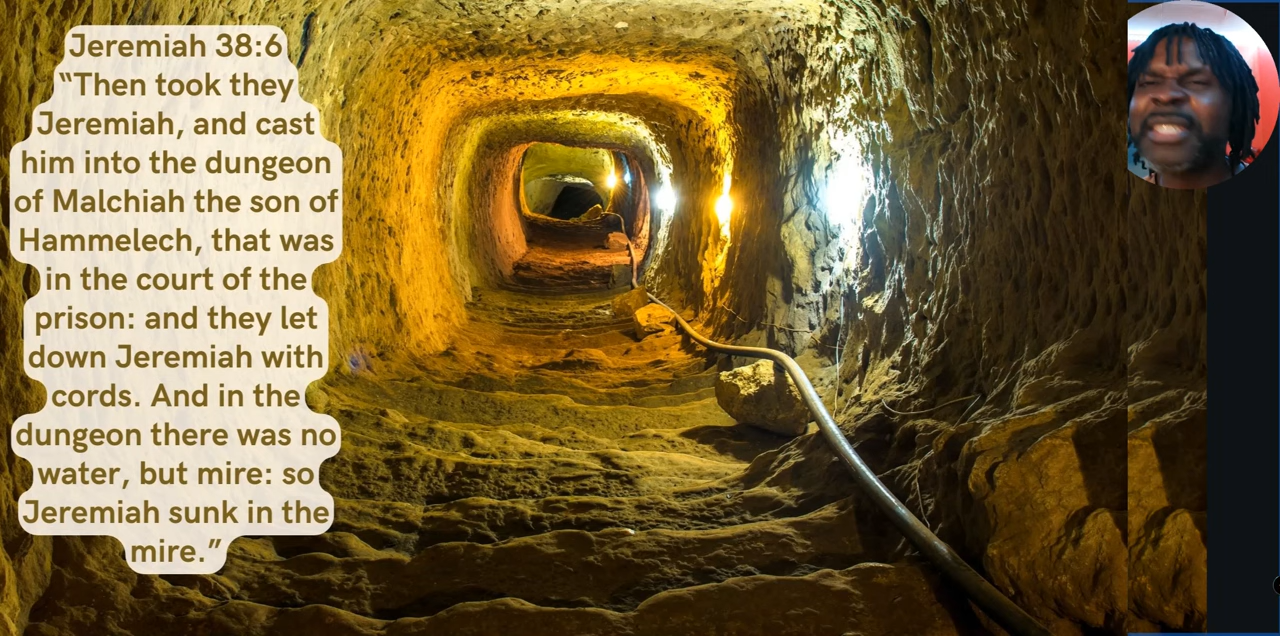 Jeremiah 38:6
“Then took they
Jeremiah, and cast
him into the dungeon
of Malchiah the son of
Hammelech, that was
in the court of the
prison: and they let
down Jeremiah with
cords. And in the
dungeon there was no
water, but mire: so
Jeremiah sunk in the
mire.”